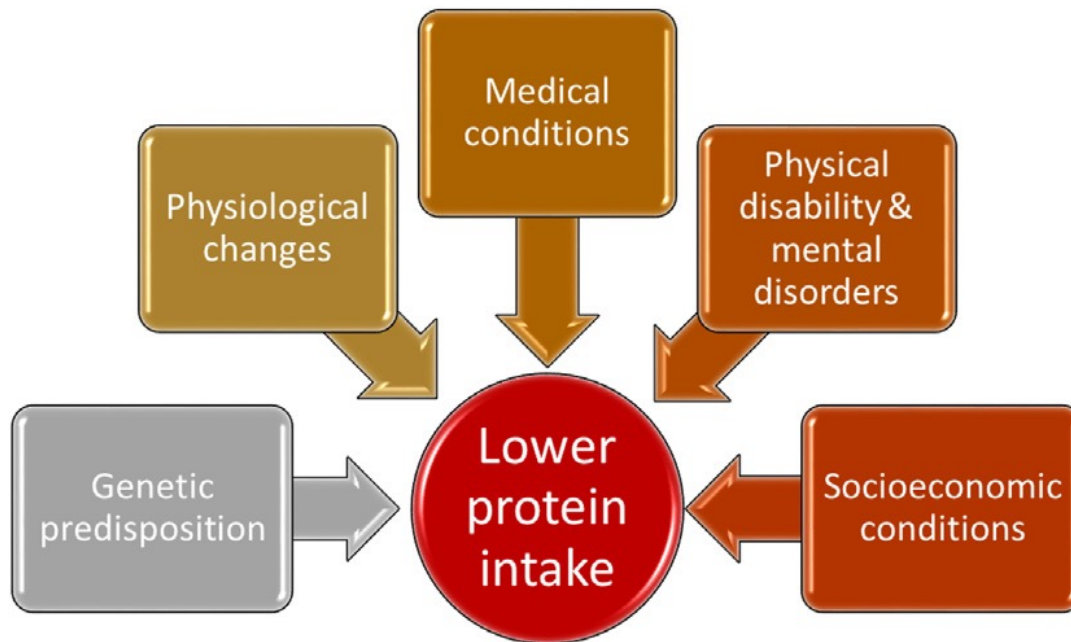 Medical
conditions
Physiological
changes
Physical
disability &
mental
disorders
Genetic
predisposition
Lower
protein
intake
Socioeconomic
conditions